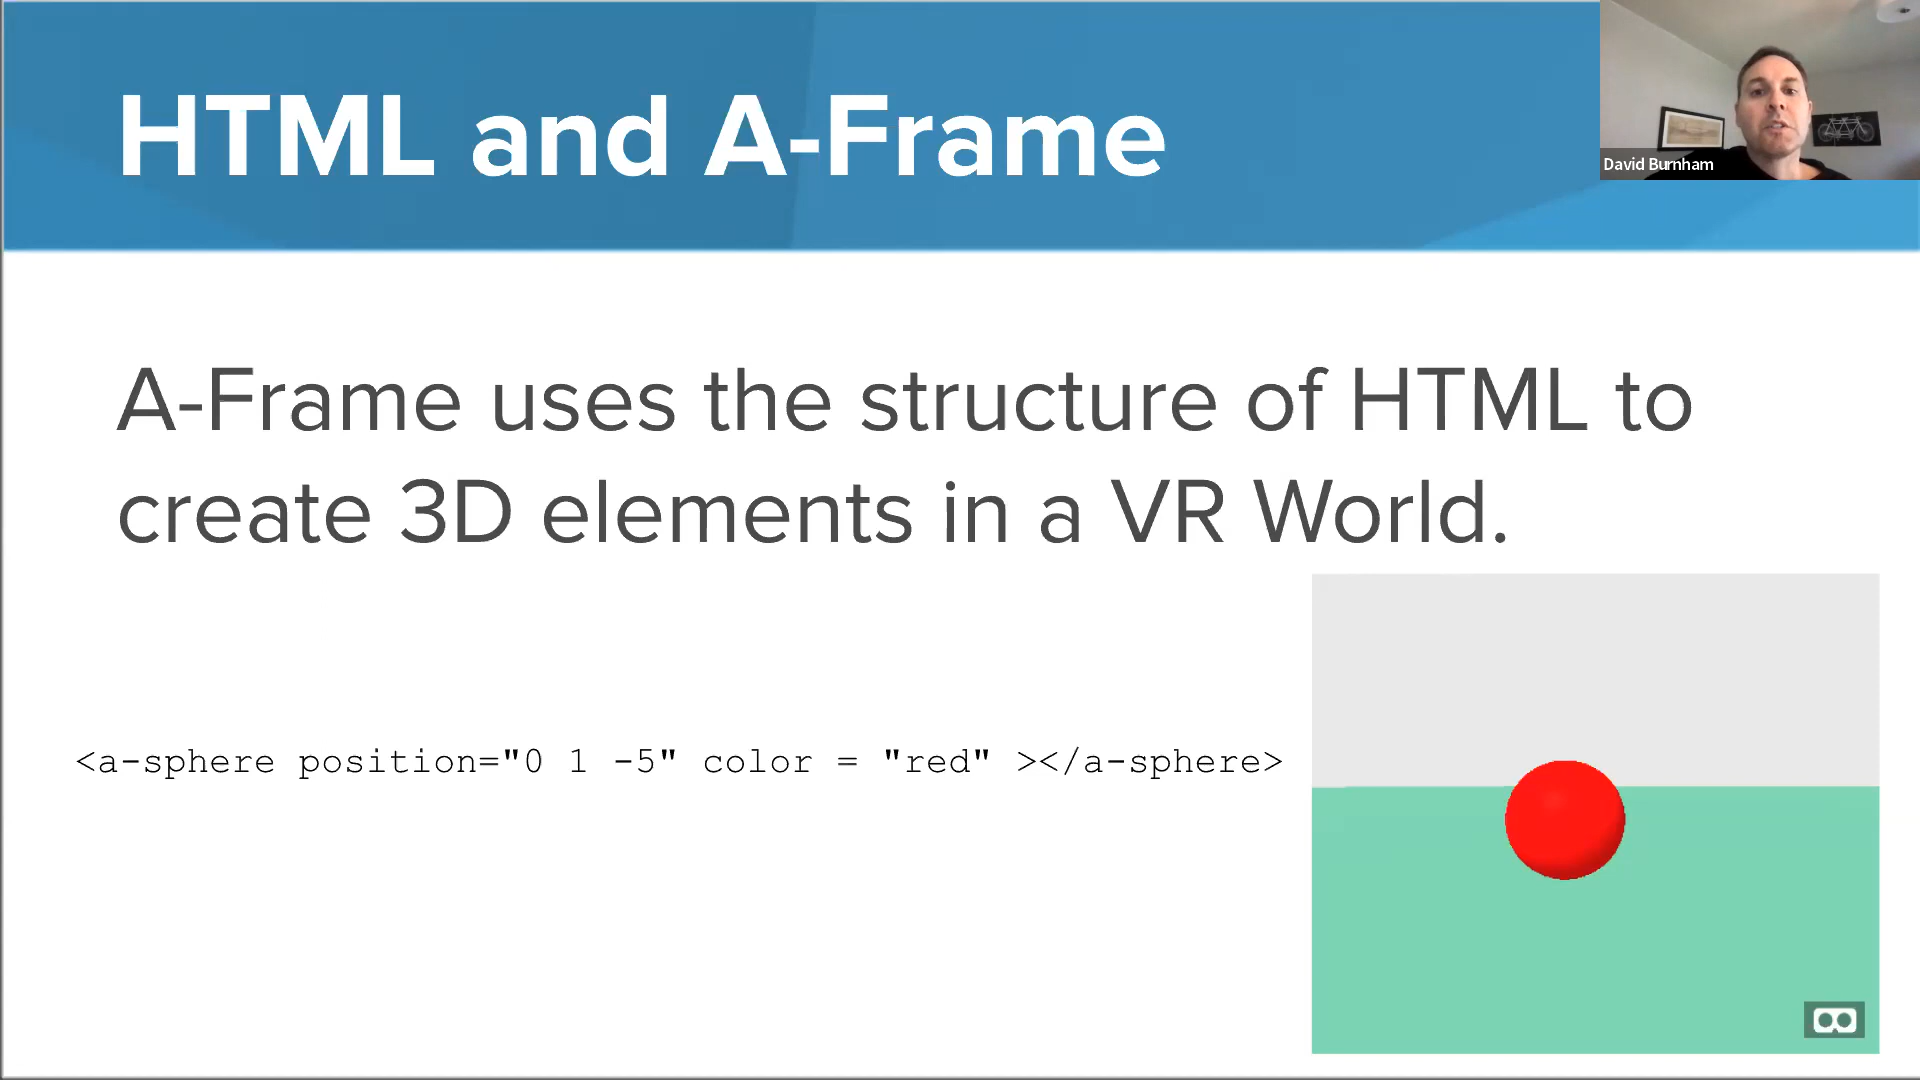 HTML and A-Frame
David Burnham
A-Frame uses the structure of HTML to
create 3D elements in a VR World.
<a-sphere position="0 1 -5" color = "red" ></a-sphere>